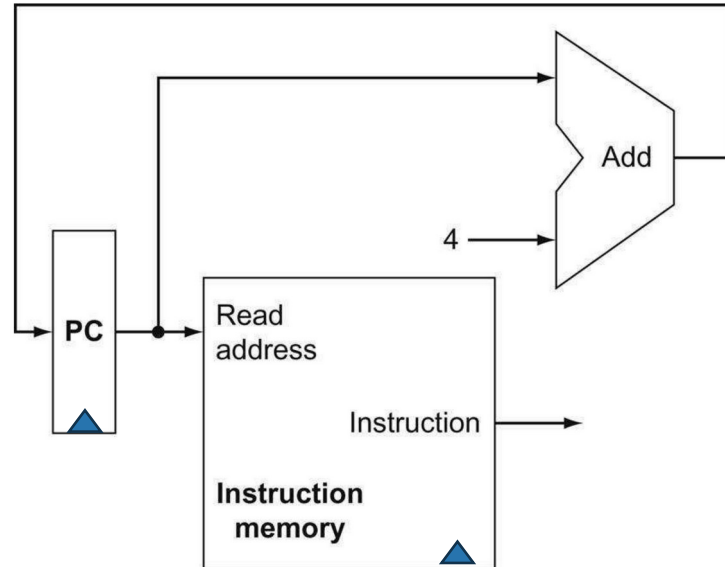 Add
4
PC
Read
address
Instruction
Instruction
memory